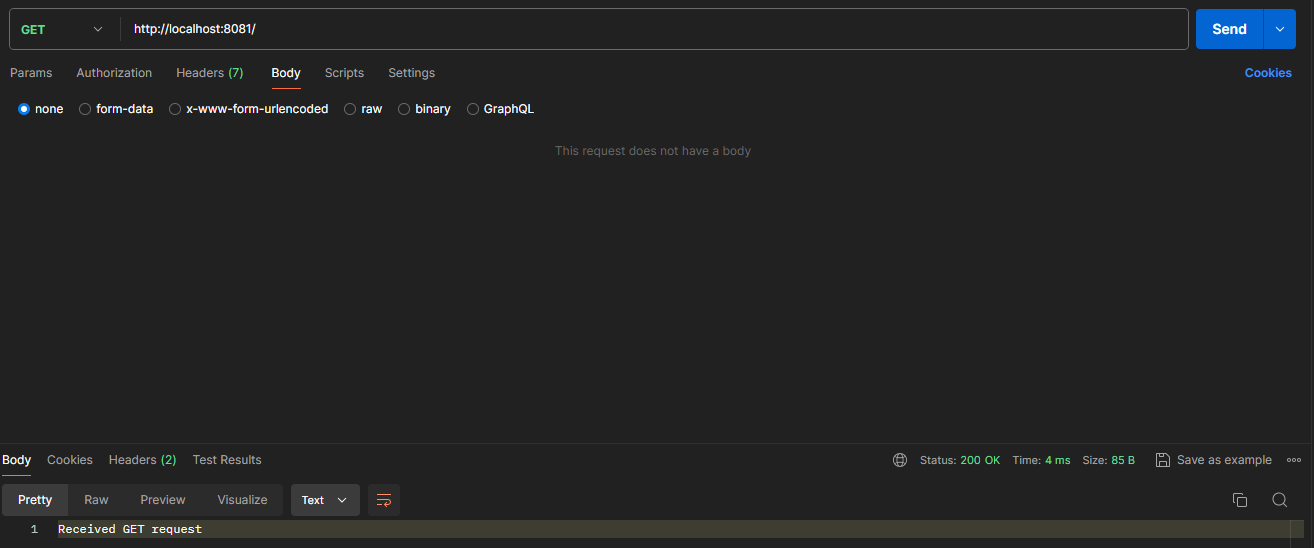 GET http://localhost:8081/ Send
Params Authorization Headers (7) Body Scripts Settings Cookies
none form-data x-www-form-urlencoded raw binary GraphQL
This request does not have a body
Body Cookies Headers (2) Test Results Status: 200 OK Time: 4 ms Size: 85 B Save as example
Pretty Raw Preview Visualize Text
1 Received GET request